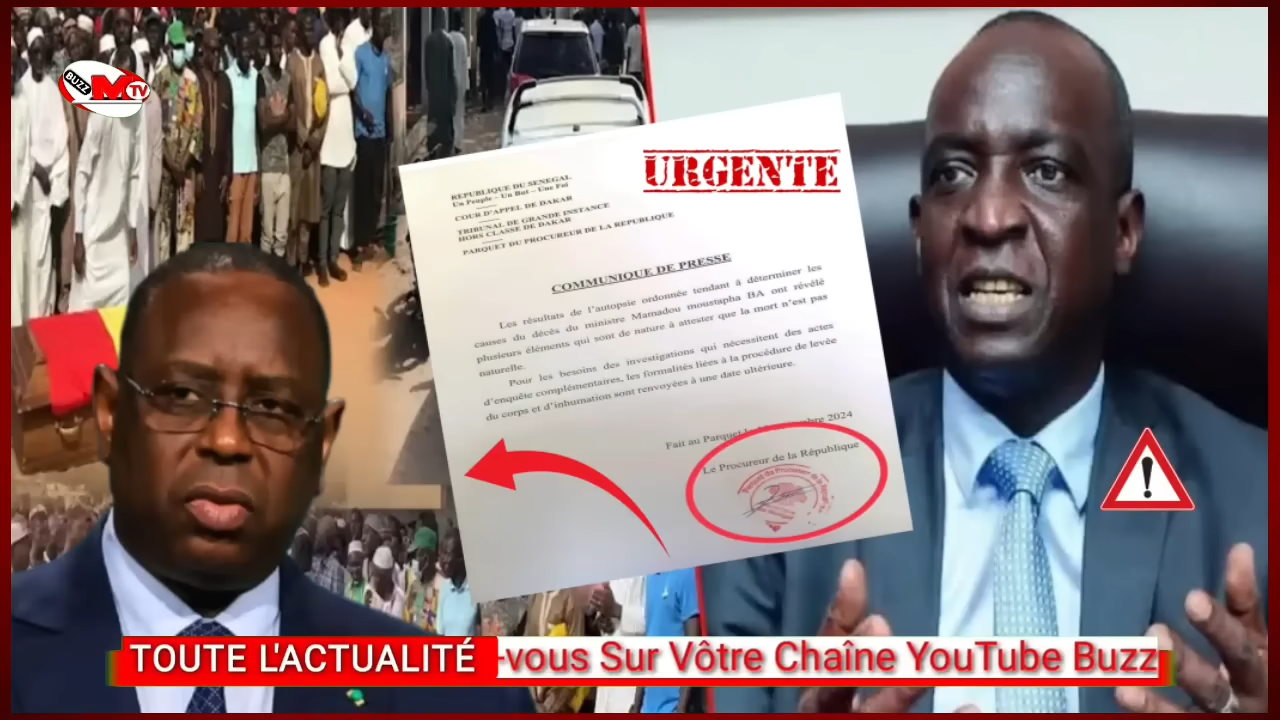 BUZZ
M
TV
URGENTE
REPUBLIQUE DU SENEGAL
Un Peuple – Un But – Une Foi
COUR D'APPEL DE DAKAR
TRIBUNAL DE GRANDE INSTANCE
HORS CLASSE DE DAKAR
PARQUET DU PROCUREUR DE LA REPUBLIQUE
COMMUNIQUE DE PRESSE
Les résultats de l'autopsie ordonnée tendant à déterminer les
causes du décès du ministre Mamadou moustapha BA ont révélé
plusieurs éléments qui sont de nature à attester que la mort n'est pas
naturelle.
Pour les besoins des investigations qui nécessitent des actes
d'enquête complémentaires, les formalités liées à la procédure de levée
du corps et d'inhumation sont renvoyées à une date ultérieure.
Fait au Parquet 2024
Le Procureur de la République
Parquet du Procureur de la
TOUTE L'ACTUALITÉ
-vous Sur Vôtre Chaîne YouTube Buzz